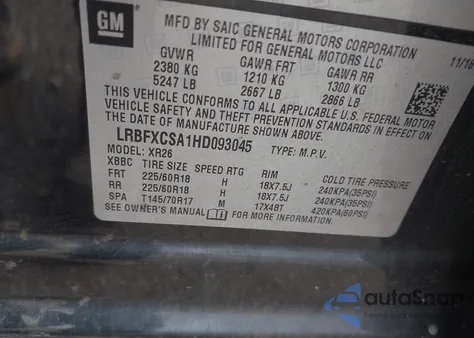 GM
MFD BY SAIC GENERAL MOTORS CORPORATION
LIMITED FOR GENERAL MOTORS LLC
11/16
GVWR GAWR FRT GAWR RR
2380 KG 1210 KG 1300 KG
5247 LB 2667 LB 2866 LB
THIS VEHICLE CONFORMS TO ALL APPLICABLE U.S. FEDERAL MOTOR
VEHICLE SAFETY, BUMPER, AND THEFT PREVENTION STANDARDS IN EFFECT ON
THE DATE OF MANUFACTURE SHOWN ABOVE.
LRBFXCSA1HD093045 TYPE: M.P.V.
MODEL: XR26
XBBC TIRE SIZE SPEED RTG RIM COLD TIRE PRESSURE
FRT 225/60R18 H 18X7.5J 240KPA(35PSI)
RR 225/60R18 H 18X7.5J 240KPA(35PSI)
SPA T145/70R17 M 17X4BT 420KPA(60PSI)
SEE OWNER'S MANUAL
autoSnap